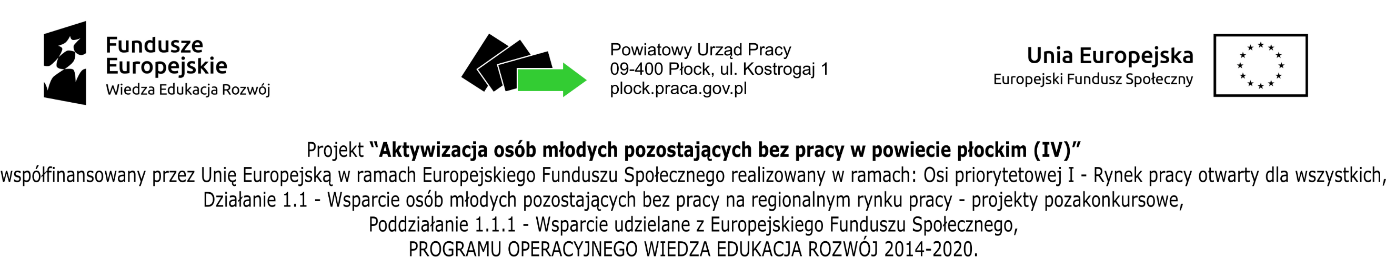 Fundusze
Europejskie
Wiedza Edukacja Rozwój
Powiatowy Urząd Pracy
09-400 Płock, ul. Kostrogaj 1
plock.praca.gov.pl
Unia Europejska
Europejski Fundusz Społeczny
Projekt “Aktywizacja osób młodych pozostających bez pracy w powiecie płockim (IV)”
współfinansowany przez Unię Europejską w ramach Europejskiego Funduszu Społecznego realizowany w ramach: Osi priorytetowej I - Rynek pracy otwarty dla wszystkich,
Działanie 1.1 - Wsparcie osób młodych pozostających bez pracy na regionalnym rynku pracy - projekty pozakonkursowe,
Poddziałanie 1.1.1 - Wsparcie udzielane z Europejskiego Funduszu Społecznego,
PROGRAMU OPERACYJNEGO WIEDZA EDUKACJA ROZWÓJ 2014-2020.